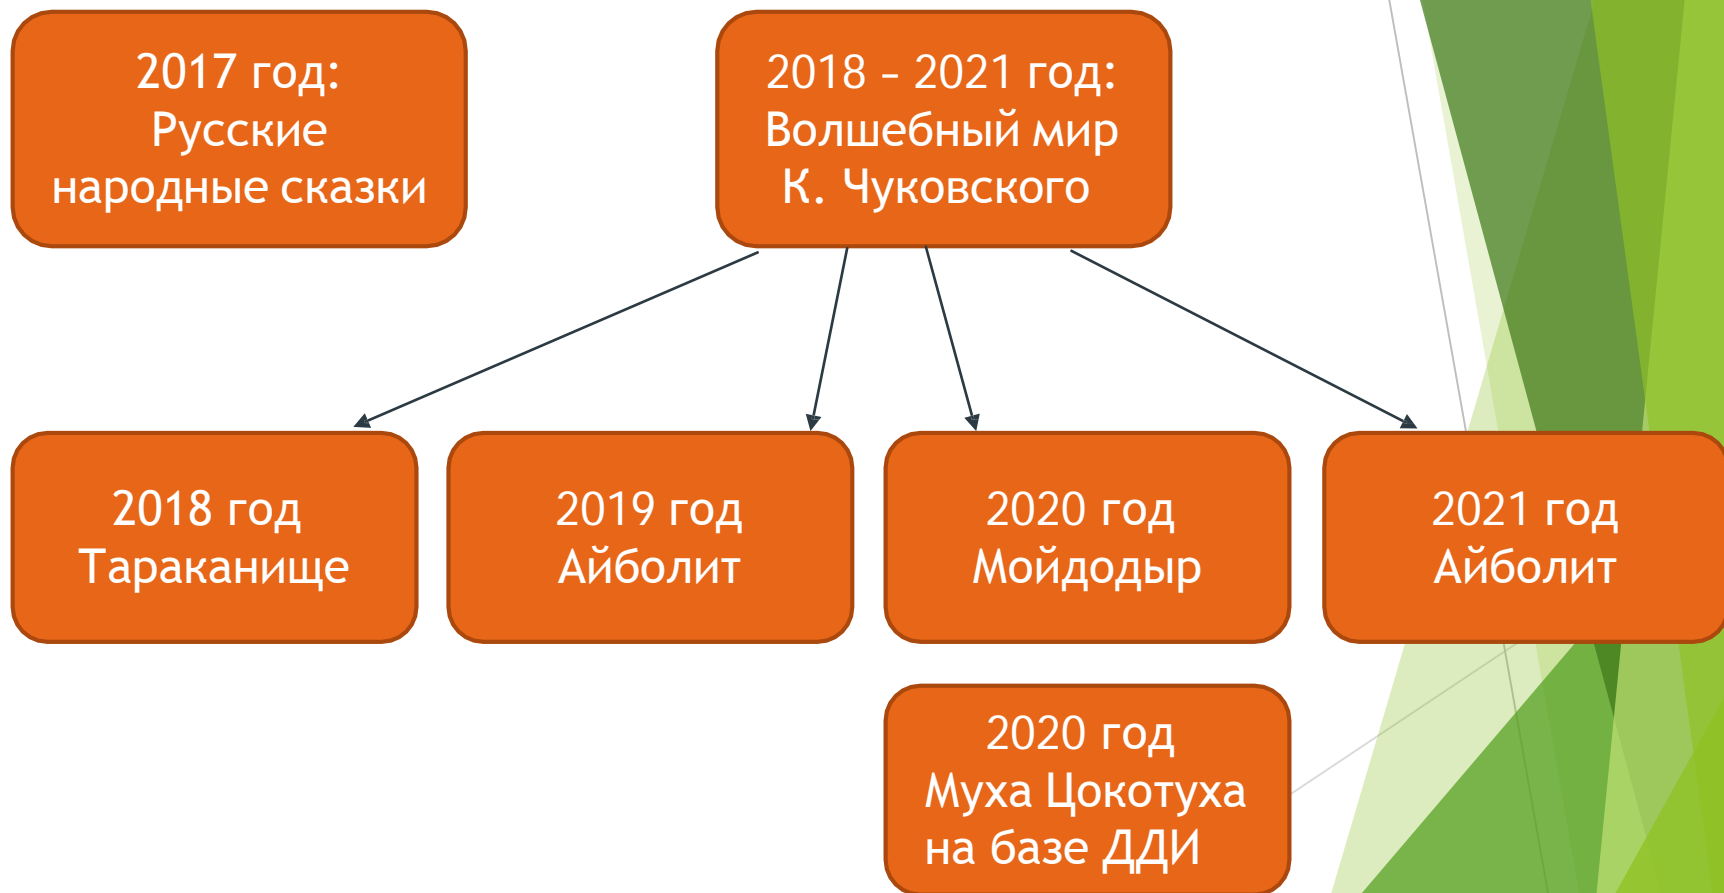 2017 год:
Русские
народные сказки
2018 – 2021 год:
Волшебный мир
К. Чуковского
2018 год
Тараканище
2019 год
Айболит
2020 год
Мойдодыр
2021 год
Айболит
2020 год
Муха Цокотуха
на базе ДДИ